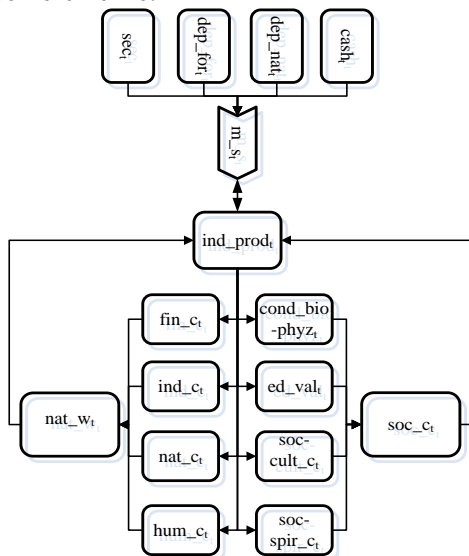 sec_t
dep_for_t
dep_nat_t
cash_t
m_s_t
ind_prod_t
fin_c_t
cond_bio
-phyz_t
ind_c_t
ed_val_t
nat_w_t
soc_c_t
nat_c_t
soc-
cult_c_t
hum_c_t
soc-
spir_c_t